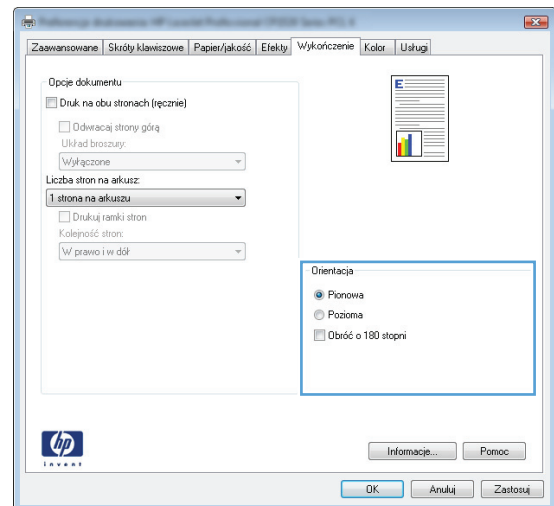 Zaawansowane Skróty klawiszowe Papier/jakość Efekty Wykończenie Kolor Usługi
Opcje dokumentu
Druk na obu stronach (ręcznie)
Odwracaj strony górą
Układ broszury:
Wyłączone
Liczba stron na arkusz:
1 strona na arkuszu
Drukuj ramki stron
Kolejność stron:
W prawo i w dół
E
Orientacja
Pionowa
Pozioma
Obróć o 180 stopni
hp
invent
Informacje... Pomoc
OK Anuluj Zastosuj